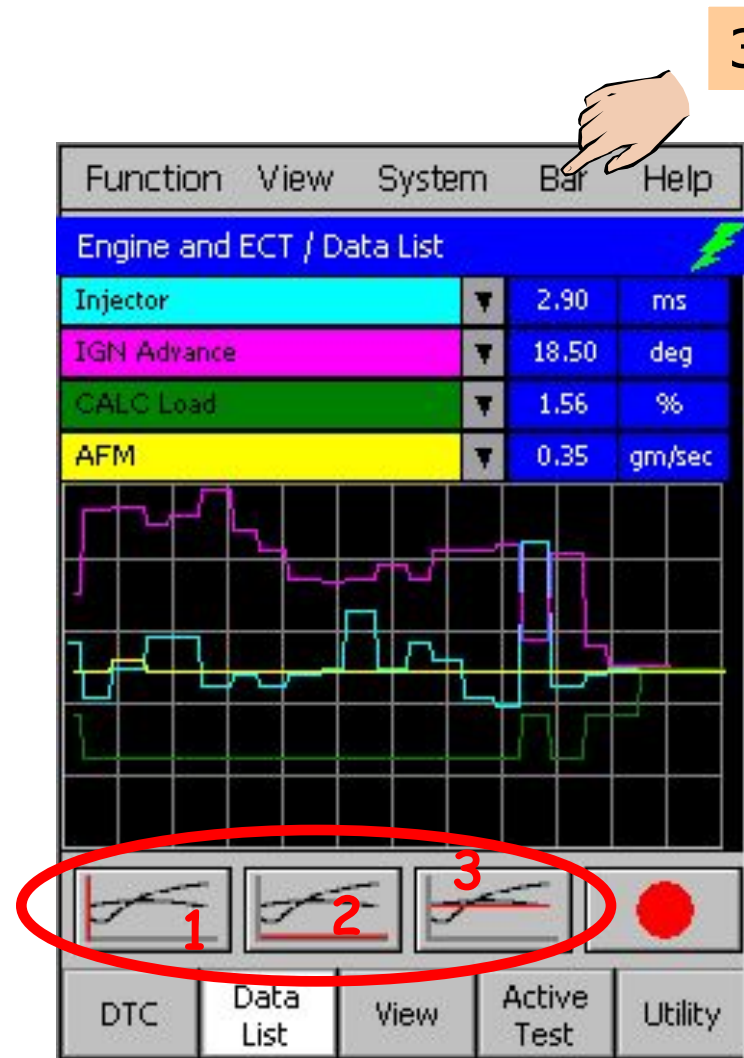 3
Function View System Bar Help
Engine and ECT / Data List
Injector 2.90 ms
IGN Advance 18.50 deg
CALC Load 1.56 %
AFM 0.35 gm/sec
1 2 3
DTC Data List View Active Test Utility